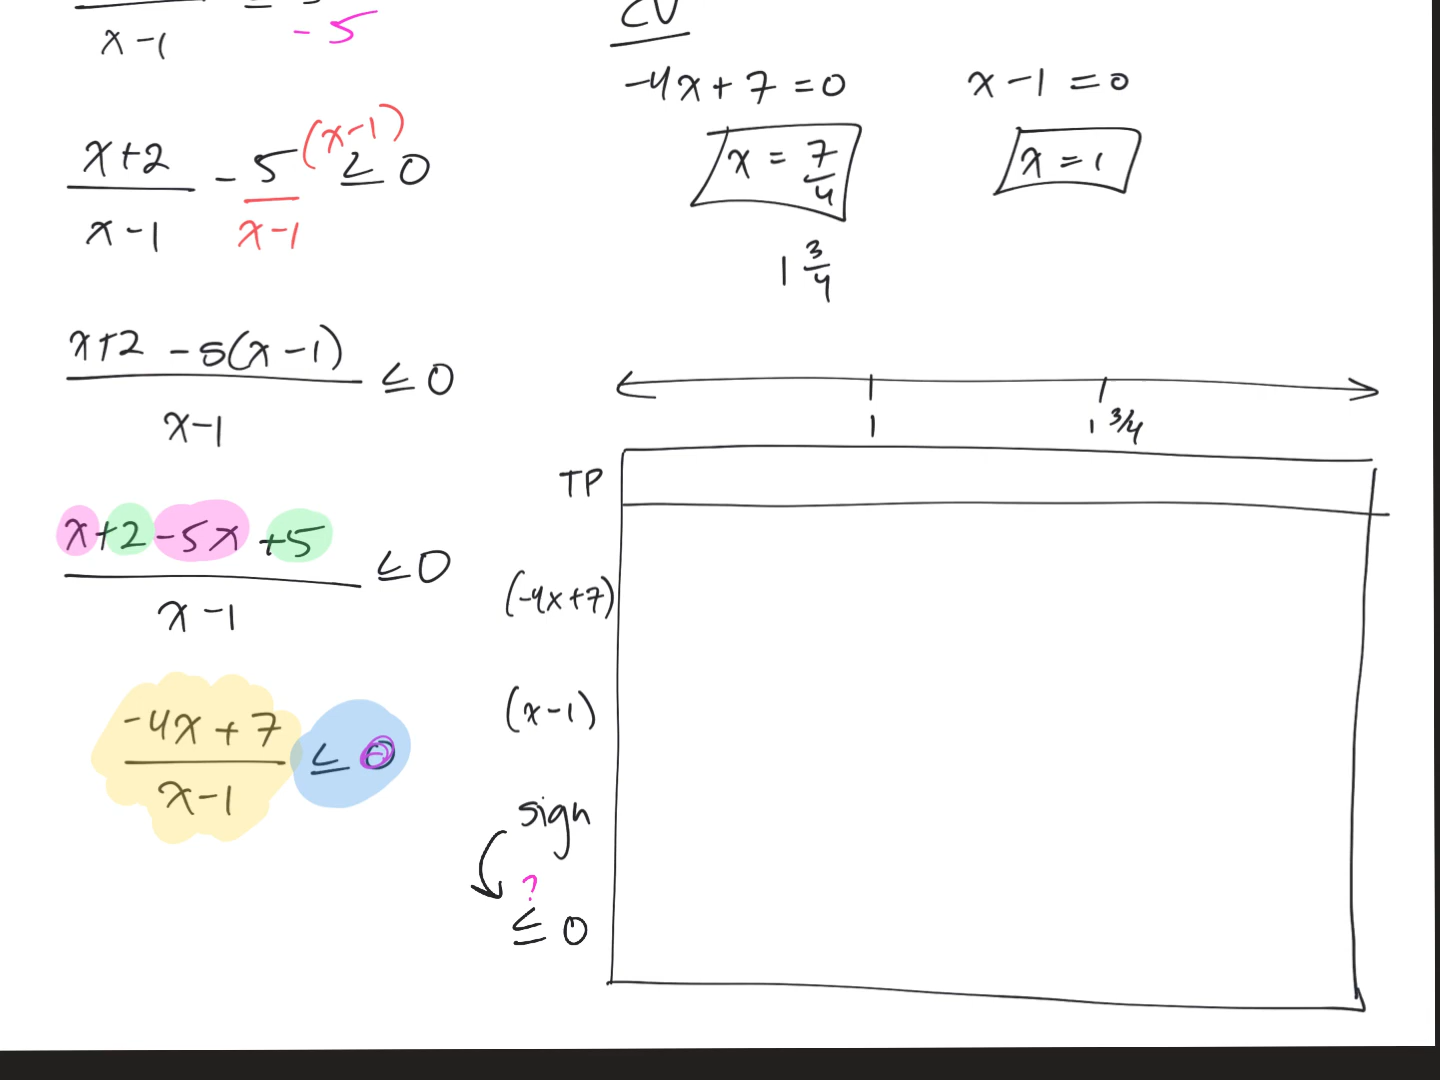 x-1
-5
x+2/x-1 - 5(x-1)/x-1 ≤ 0
x+2 -5(x-1)/x-1 ≤ 0
x+2-5x+5/x-1 ≤ 0
-4x+7/x-1 ≤ 0
CV
-4x+7=0
x-1=0
x = 7/4
x = 1
1 3/4
1
1 3/4
TP
(-4x+7)
(x-1)
sign
?
≤ 0